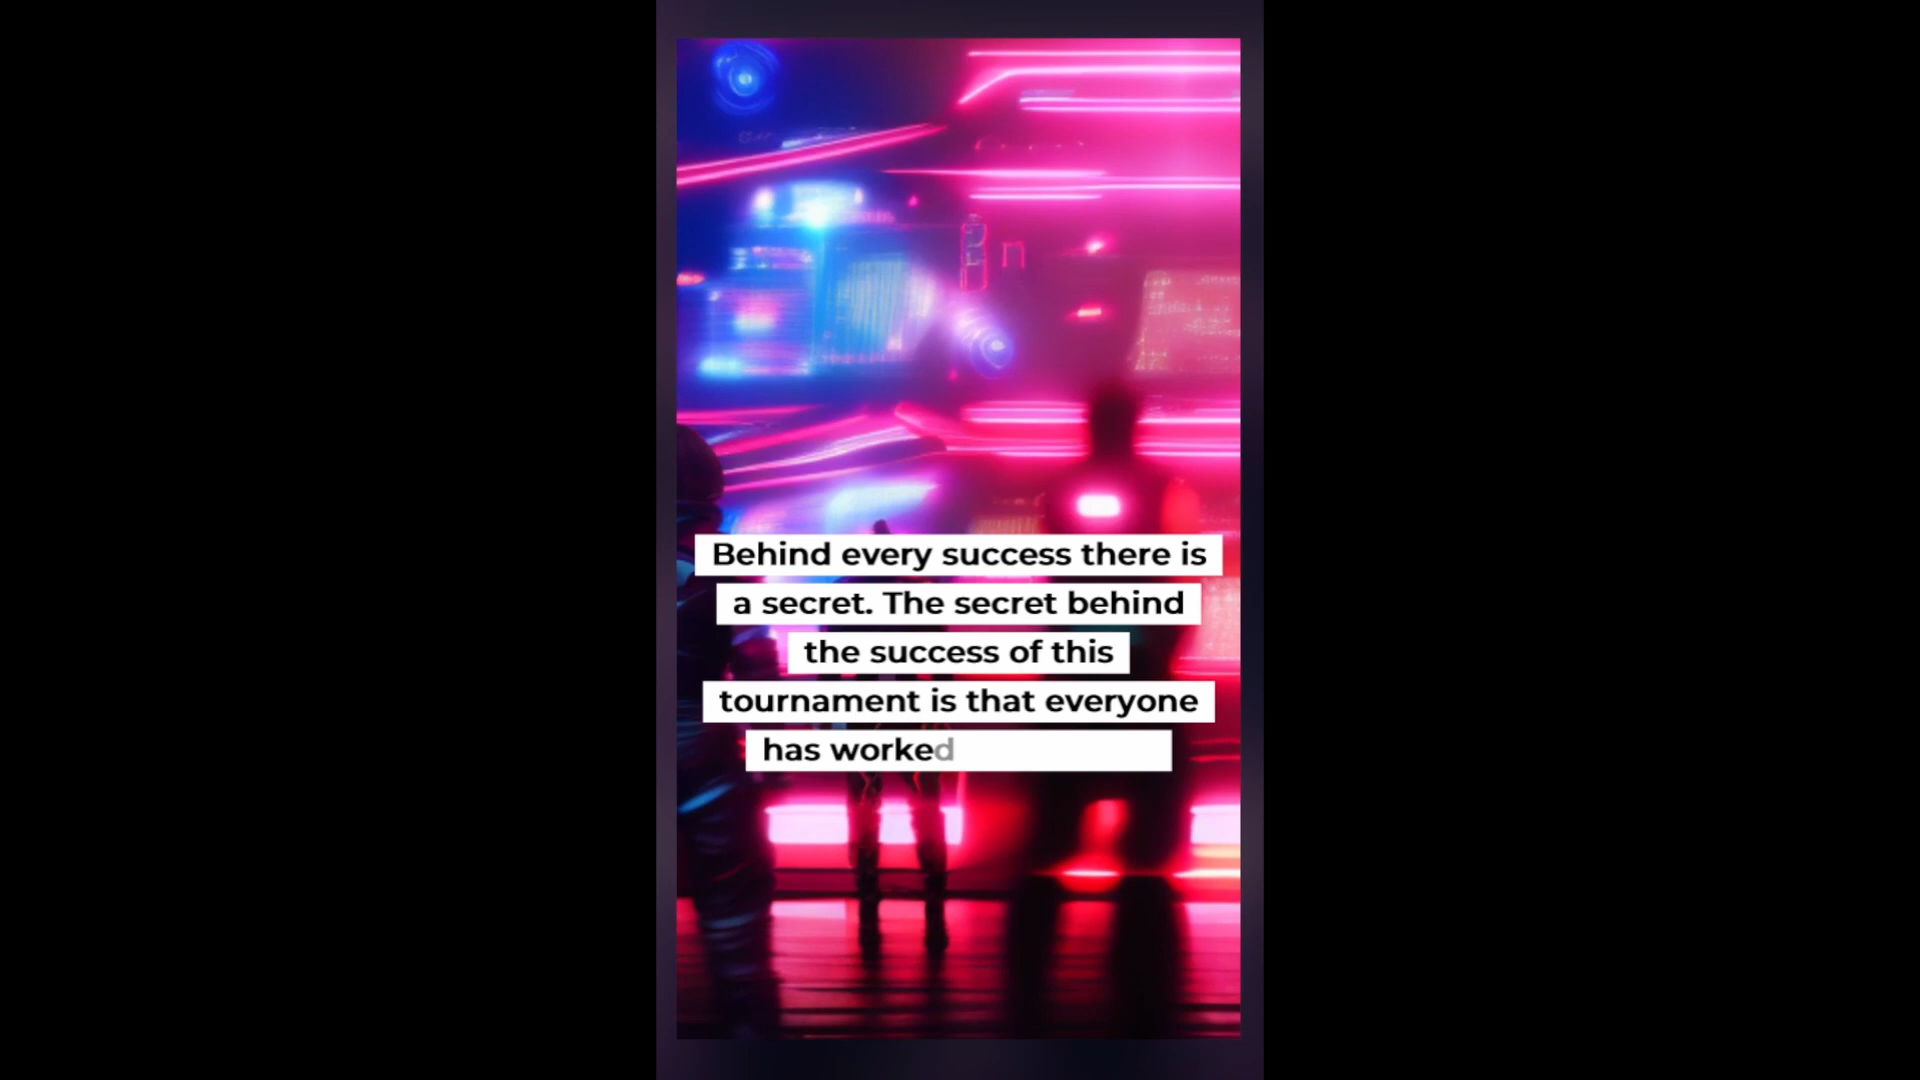 Behind every success there is
a secret. The secret behind
the success of this
tournament is that everyone
has worked